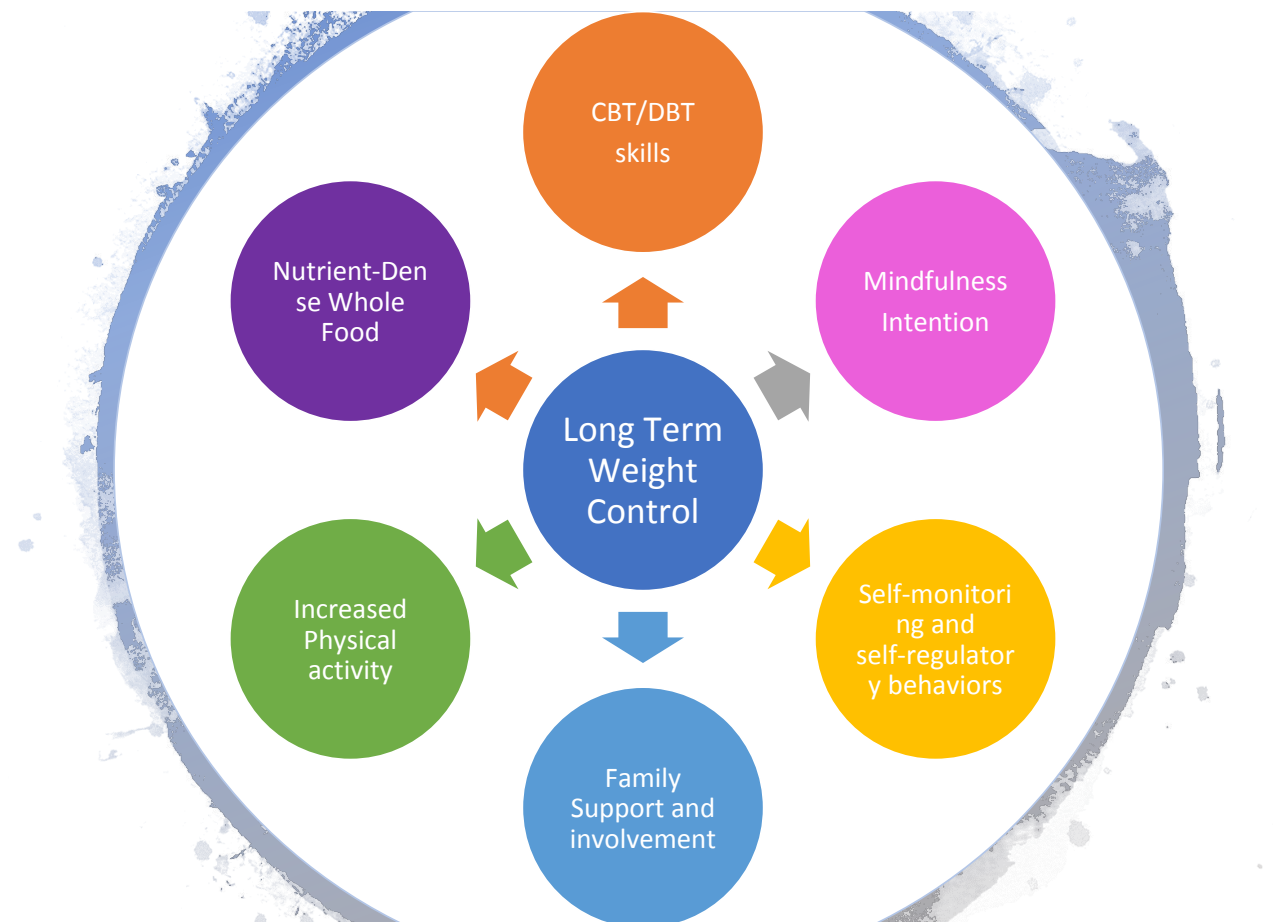 CBT/DBT
skills
Mindfulness
Intention
Nutrient-Den
se Whole
Food
Long Term
Weight
Control
Increased
Physical
activity
Self-monitori
ng and
self-regulator
y behaviors
Family
Support and
involvement